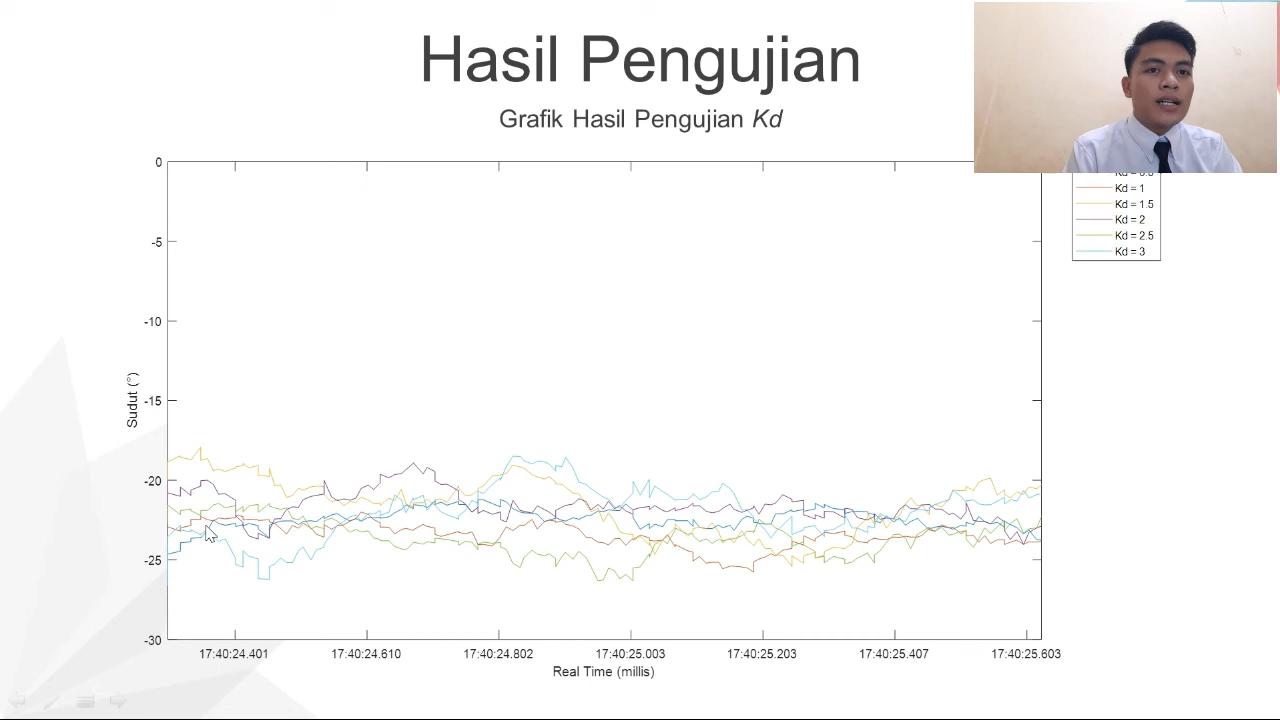 Hasil Pengujian
Grafik Hasil Pengujian Kd
0
-5
-10
-15
-20
-25
-30
Sudut (°)
17:40:24.401
17:40:24.610
17:40:24.802
17:40:25.003
17:40:25.203
17:40:25.407
17:40:25.603
Real Time (millis)
Kd = 1
Kd = 1.5
Kd = 2
Kd = 2.5
Kd = 3